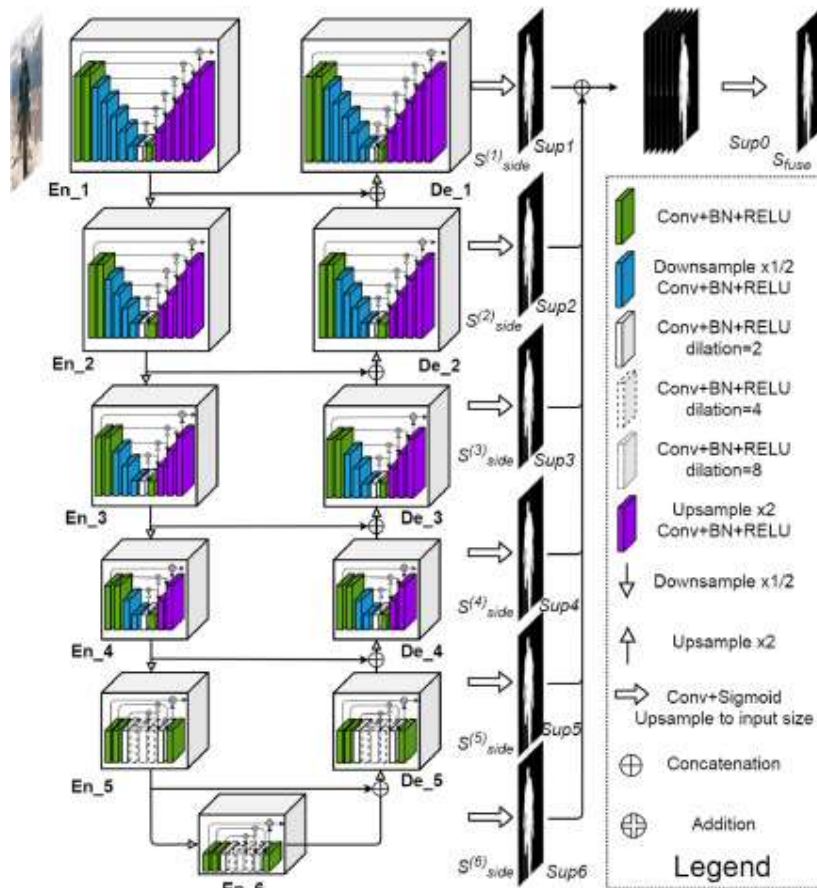 En_1
De_1
S(1)side
Sup1
Sup0
Sfuse
En_2
De_2
S(2)side
Sup2
En_3
De_3
S(3)side
Sup3
En_4
De_4
S(4)side
Sup4
En_5
De_5
S(5)side
Sup5
En_6
S(6)side
Sup6
Conv+BN+RELU
Downsample x1/2
Conv+BN+RELU
Conv+BN+RELU
dilation=2
Conv+BN+RELU
dilation=4
Conv+BN+RELU
dilation=8
Upsample x2
Conv+BN+RELU
Downsample x1/2
Upsample x2
Conv+Sigmoid
Upsample to input size
Concatenation
Addition
Legend